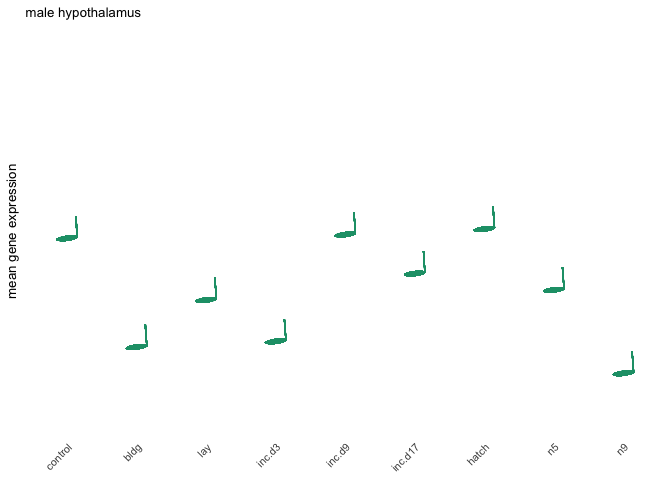 male hypothalamus
mean gene expression
control
bldg
lay
inc.d3
inc.d9
inc.d17
hatch
n5
n9